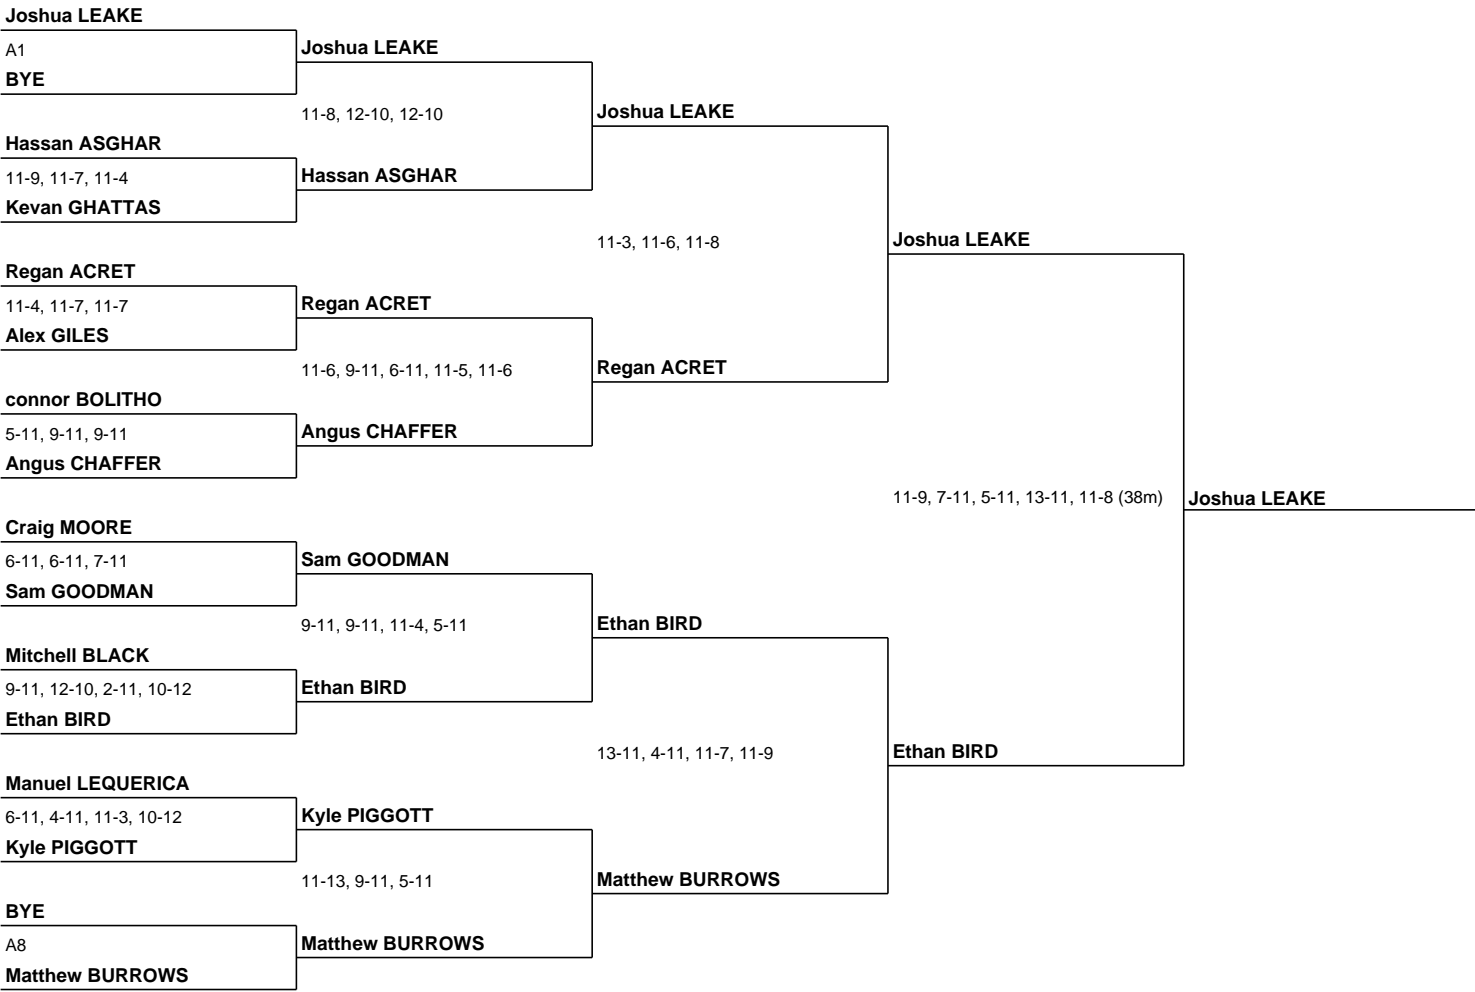 Joshua LEAKE
A1
BYE
Hassan ASGHAR
11-9, 11-7, 11-4
Kevan GHATTAS
Regan ACRET
11-4, 11-7, 11-7
Alex GILES
connor BOLITHO
5-11, 9-11, 9-11
Angus CHAFFER
Craig MOORE
6-11, 6-11, 7-11
Sam GOODMAN
Mitchell BLACK
9-11, 12-10, 2-11, 10-12
Ethan BIRD
Manuel LEQUERICA
6-11, 4-11, 11-3, 10-12
Kyle PIGGOTT
BYE
A8
Matthew BURROWS
Joshua LEAKE
11-8, 12-10, 12-10
Hassan ASGHAR
Regan ACRET
11-6, 9-11, 6-11, 11-5, 11-6
Angus CHAFFER
Sam GOODMAN
9-11, 9-11, 11-4, 5-11
Ethan BIRD
Kyle PIGGOTT
11-13, 9-11, 5-11
Matthew BURROWS
Joshua LEAKE
11-3, 11-6, 11-8
Regan ACRET
Ethan BIRD
13-11, 4-11, 11-7, 11-9
Matthew BURROWS
Joshua LEAKE
11-9, 7-11, 5-11, 13-11, 11-8 (38m)
Ethan BIRD
Joshua LEAKE